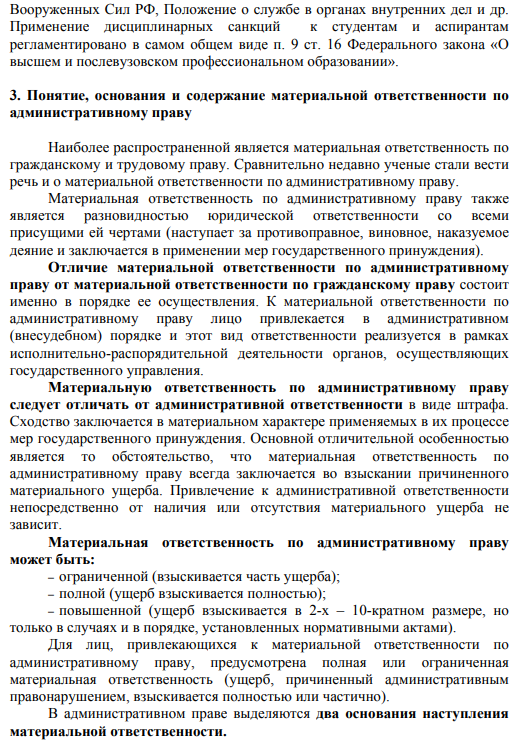 Вооруженных Сил РФ, Положение о службе в органах внутренних дел и др.
Применение дисциплинарных санкций к студентам и аспирантам
регламентировано в самом общем виде п. 9 ст. 16 Федерального закона «О
высшем и послевузовском профессиональном образовании».
3. Понятие, основания и содержание материальной ответственности по
административному праву
Наиболее распространенной является материальная ответственность по
гражданскому и трудовому праву. Сравнительно недавно ученые стали вести
речь и о материальной ответственности по административному праву.
Материальная ответственность по административному праву также
является разновидностью юридической ответственности со всеми
присущими ей чертами (наступает за противоправное, виновное, наказуемое
деяние и заключается в применении мер государственного принуждения).
Отличие материальной ответственности по административному
праву от материальной ответственности по гражданскому праву состоит
именно в порядке ее осуществления. К материальной ответственности по
административному праву лицо привлекается в административном
(внесудебном) порядке и этот вид ответственности реализуется в рамках
исполнительно-распорядительной деятельности органов, осуществляющих
государственного управления.
Материальную ответственность по административному праву
следует отличать от административной ответственности в виде штрафа.
Сходство заключается в материальном характере применяемых в их процессе
мер государственного принуждения. Основной отличительной особенностью
является то обстоятельство, что материальная ответственность по
административному праву всегда заключается во взыскании причиненного
материального ущерба. Привлечение к административной ответственности
непосредственно от наличия или отсутствия материального ущерба не
зависит.
Материальная ответственность по административному праву
может быть:
– ограниченной (взыскивается часть ущерба);
– полной (ущерб взыскивается полностью);
– повышенной (ущерб взыскивается в 2-х – 10-кратном размере, но
только в случаях и в порядке, установленных нормативными актами).
Для лиц, привлекающихся к материальной ответственности по
административному праву, предусмотрена полная или ограниченная
материальная ответственность (ущерб, причиненный административным
правонарушением, взыскивается полностью или частично).
В административном праве выделяются два основания наступления
материальной ответственности.